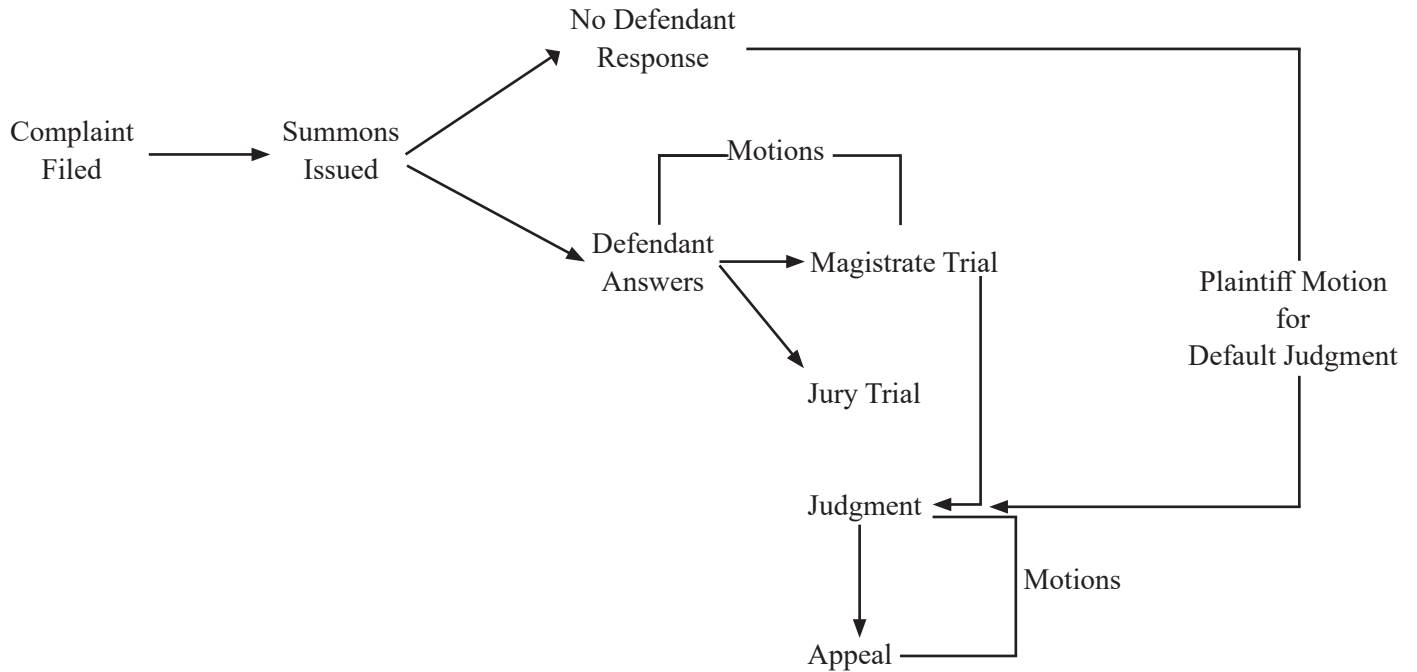 No Defendant
Response
Complaint
Filed
Summons
Issued
Motions
Defendant
Answers
Magistrate Trial
Plaintiff Motion
for
Default Judgment
Jury Trial
Judgment
Motions
Appeal